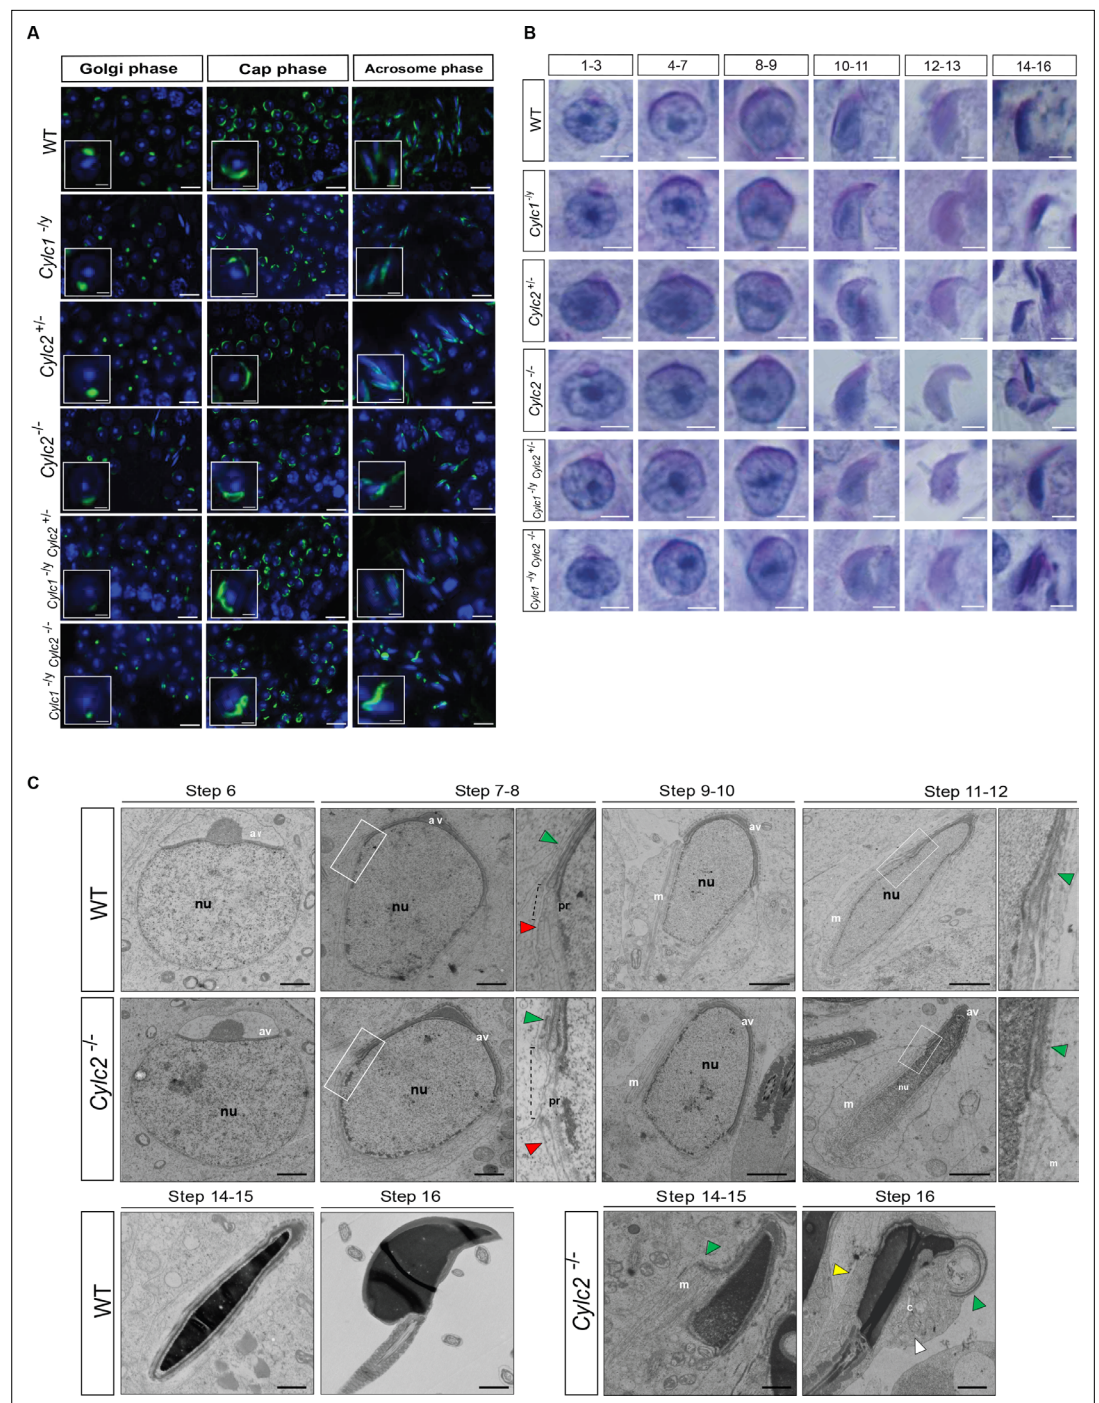 A
Golgi phase Cap phase Acrosome phase
WT
Cylc1 -/y
Cylc2 +/-
Cylc2 -/-
Cylc1 -/y Cylc2 +/-
Cylc1 -/y Cylc2 -/-
B
1-3 4-7 8-9 10-11 12-13 14-16
WT
Cylc1 -/y
Cylc2 +/-
Cylc2 -/-
Cylc1 -/y Cylc2 +/-
Cylc1 -/y Cylc2 -/-
C
Step 6 Step 7-8 Step 9-10 Step 11-12
WT
av
nu
av
nu
pr
av
nu
m
av
nu
m
Cylc2 -/-
av
nu
av
nu
pr
av
nu
m
av
nu
m
m
Step 14-15 Step 16 Step 14-15 Step 16
WT
Cylc2 -/-
m
c